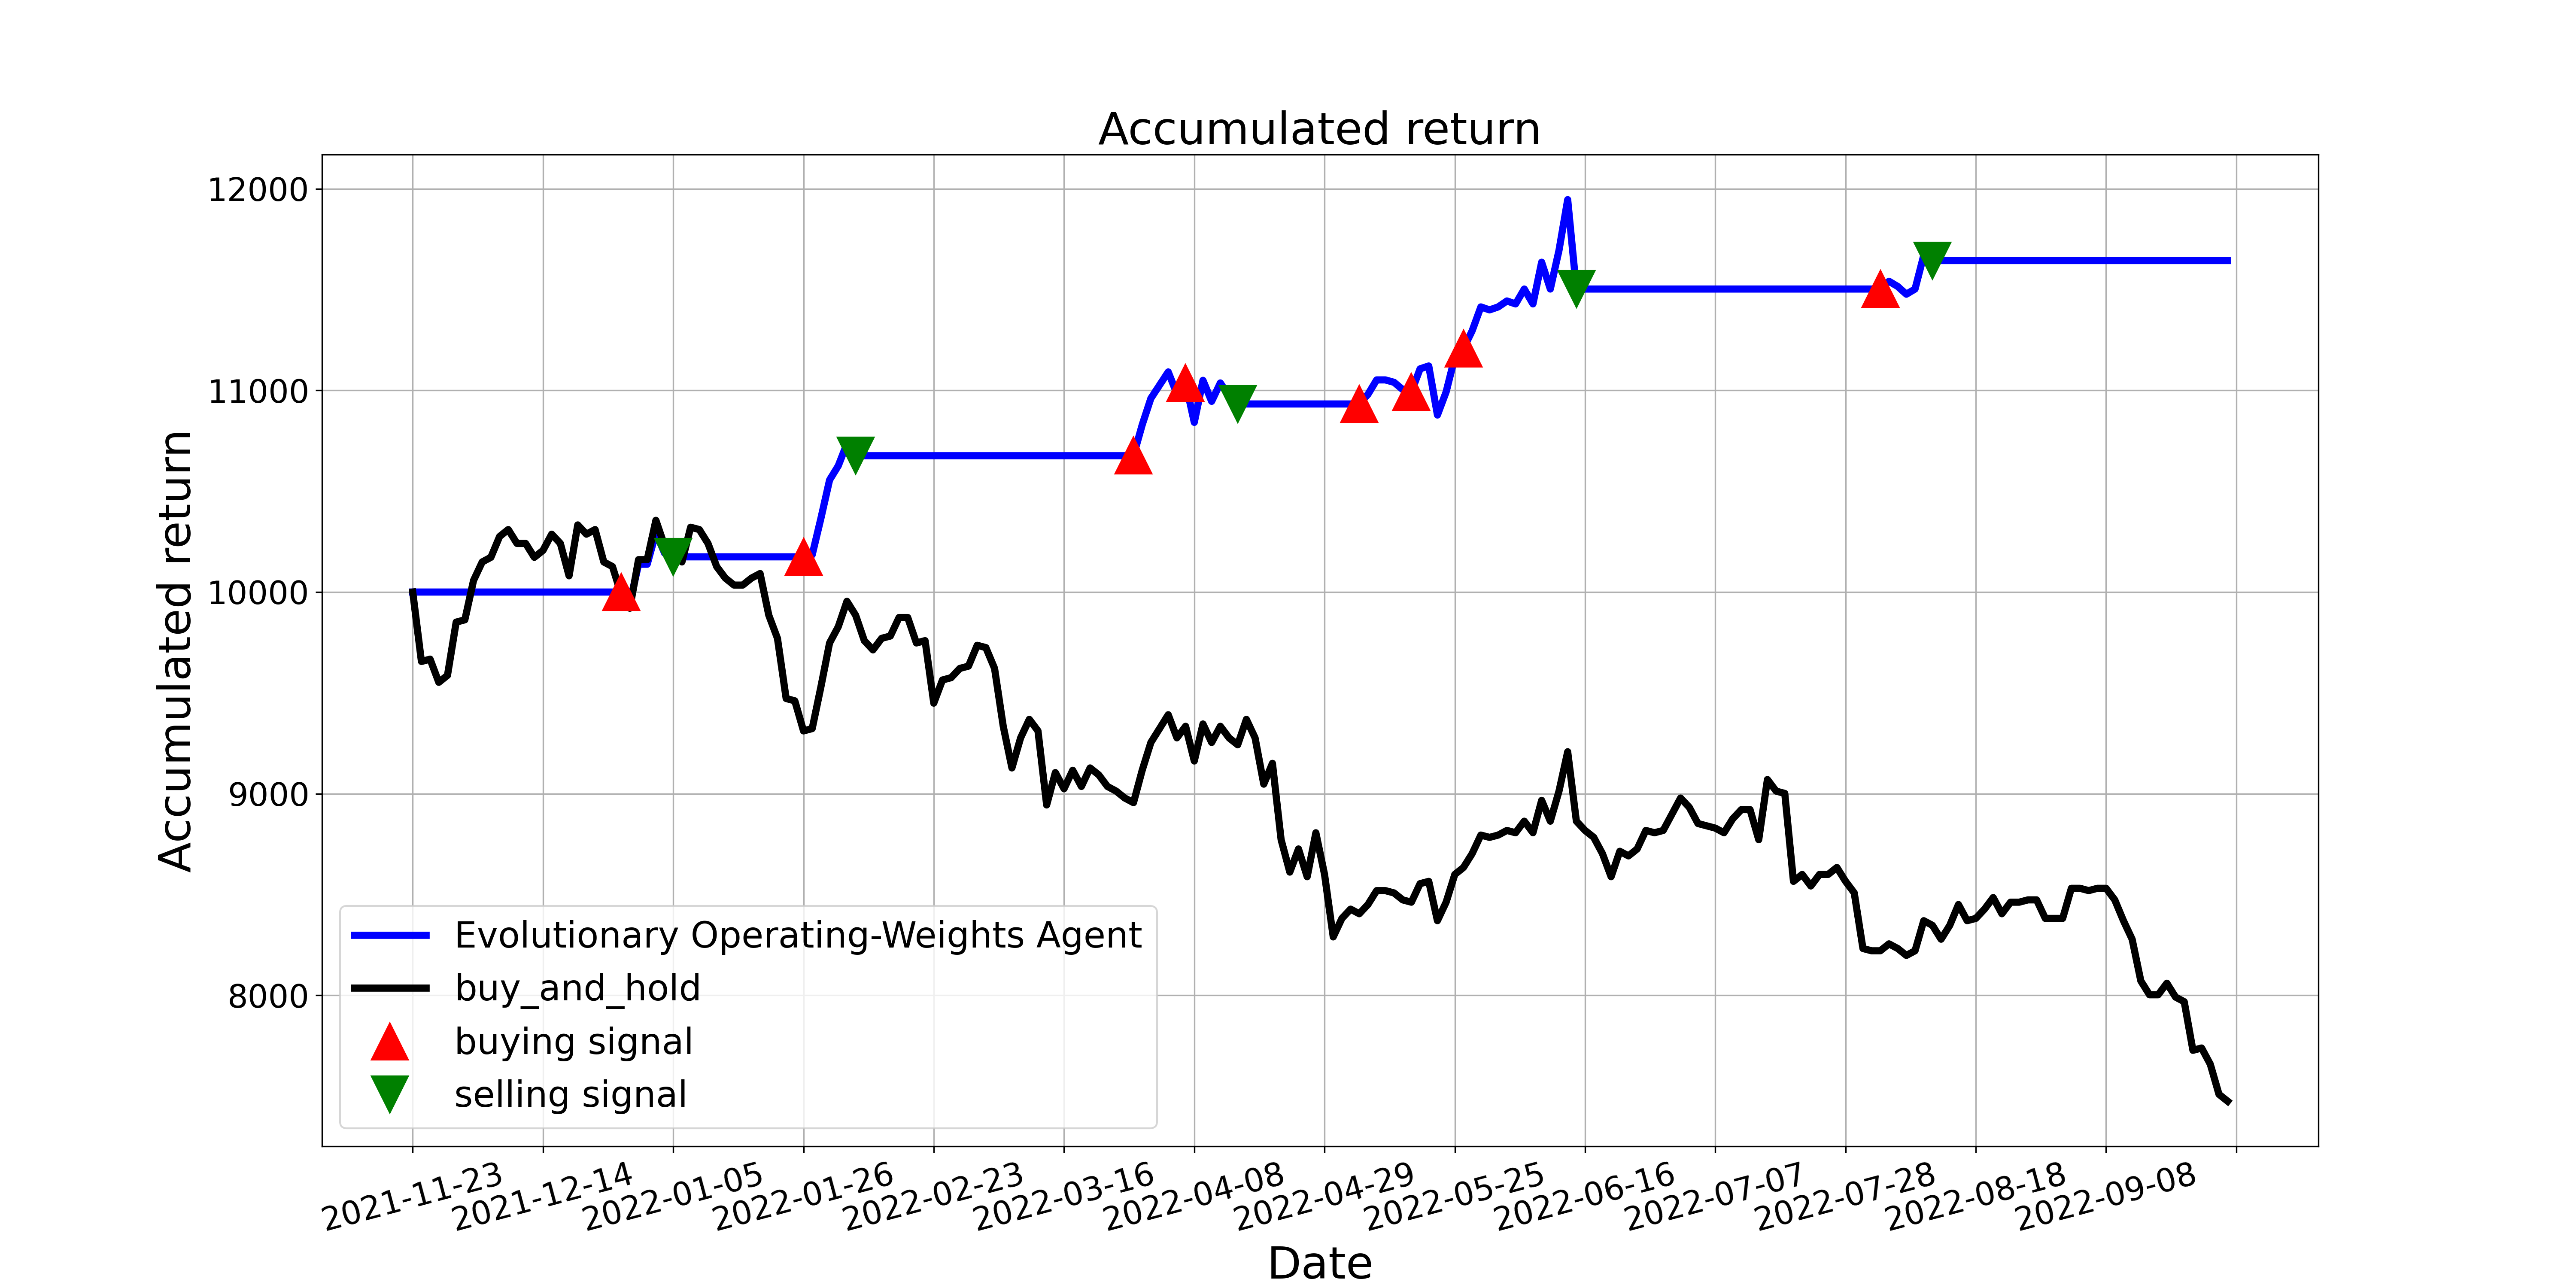 Accumulated return
12000
11000
10000
9000
8000
Accumulated return
Evolutionary Operating-Weights Agent
buy_and_hold
buying signal
selling signal
2021-11-23
2021-12-14
2022-01-05
2022-01-26
2022-02-23
2022-03-16
2022-04-08
2022-04-29
2022-05-25
2022-06-16
2022-07-07
2022-07-28
2022-08-18
2022-09-08
Date